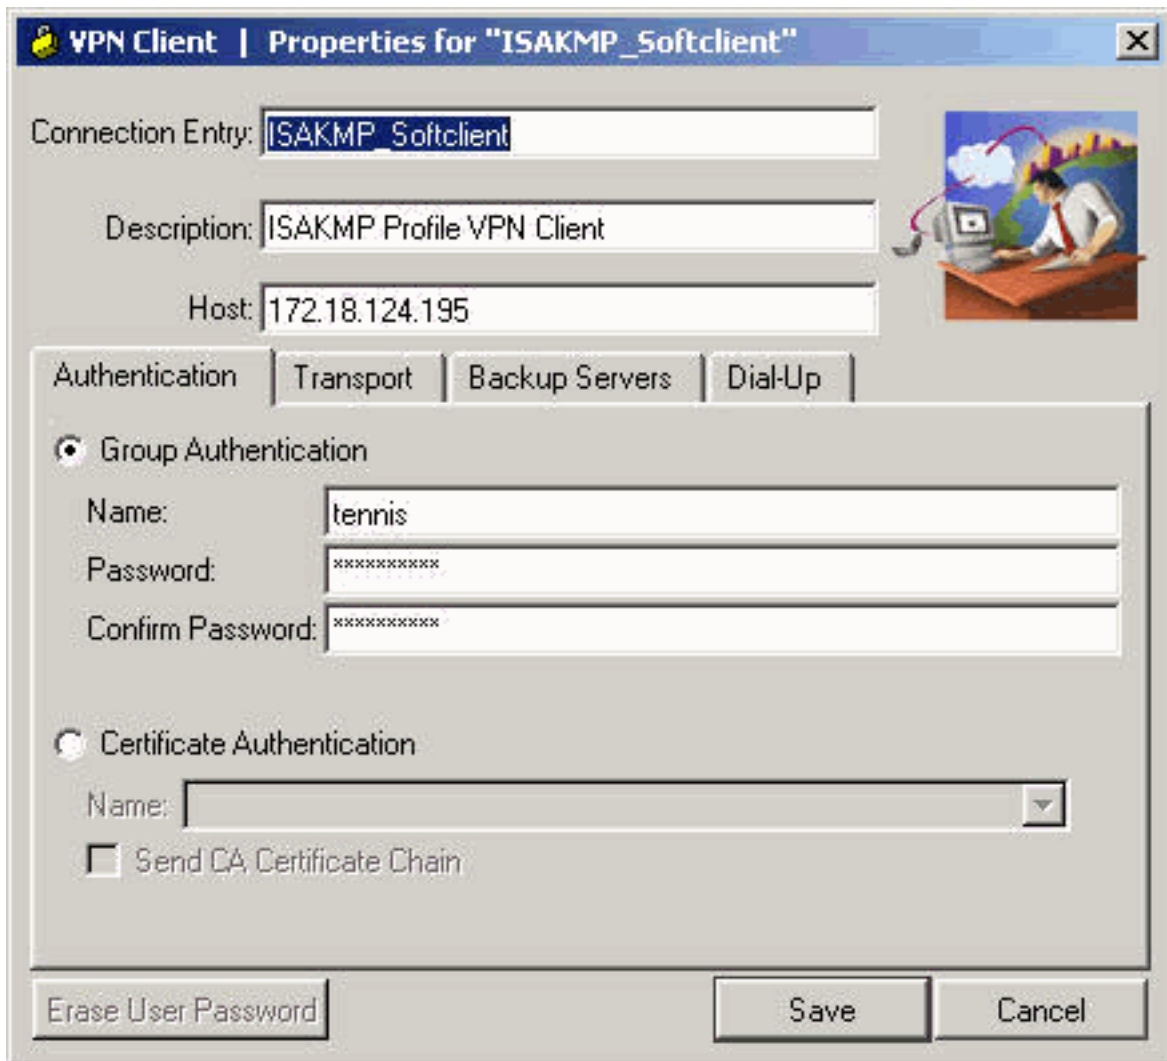 VPN Client | Properties for "ISAKMP_Softclient"
Connection Entry: ISAKMP_Softclient
Description: ISAKMP Profile VPN Client
Host: 172.18.124.195
Authentication Transport Backup Servers Dial-Up
Group Authentication
Name: tennis
Password: **********
Confirm Password: **********
Certificate Authentication
Name:
Send CA Certificate Chain
Erase User Password Save Cancel